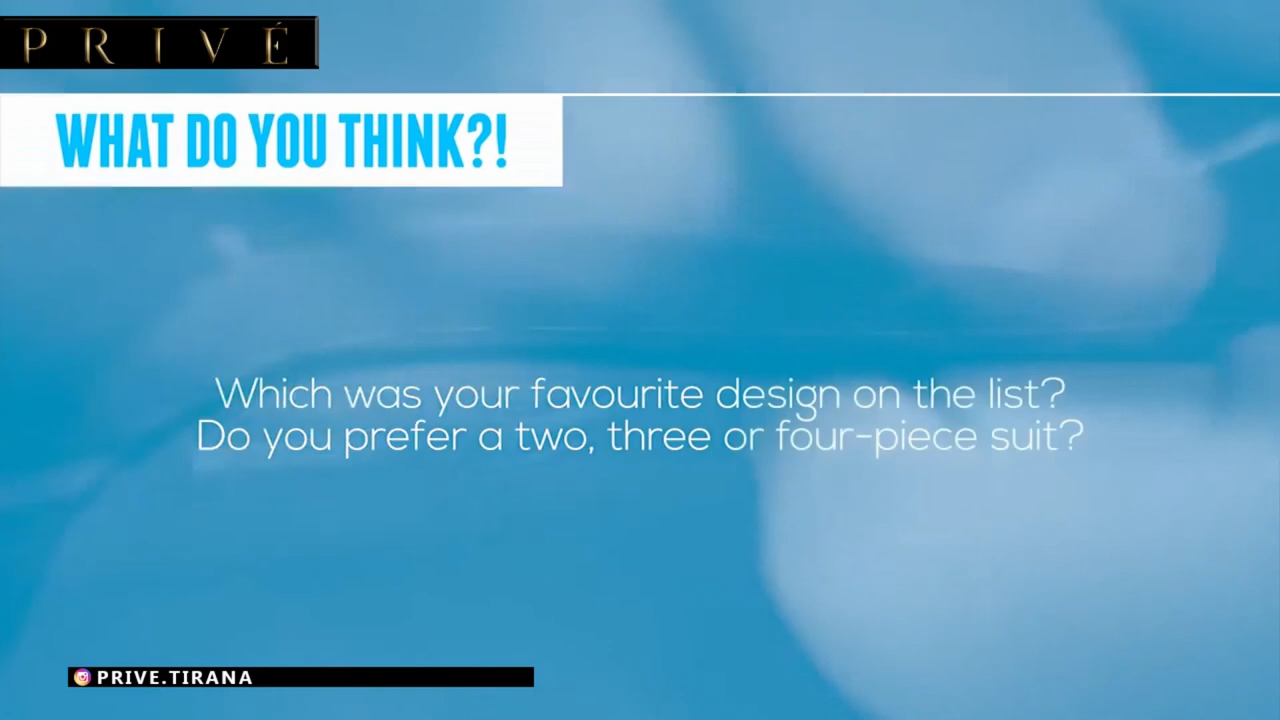 PRIVÉ
WHAT DO YOU THINK?!
Which was your favourite design on the list?
Do you prefer a two, three or four-piece suit?
PRIVE.TIRANA